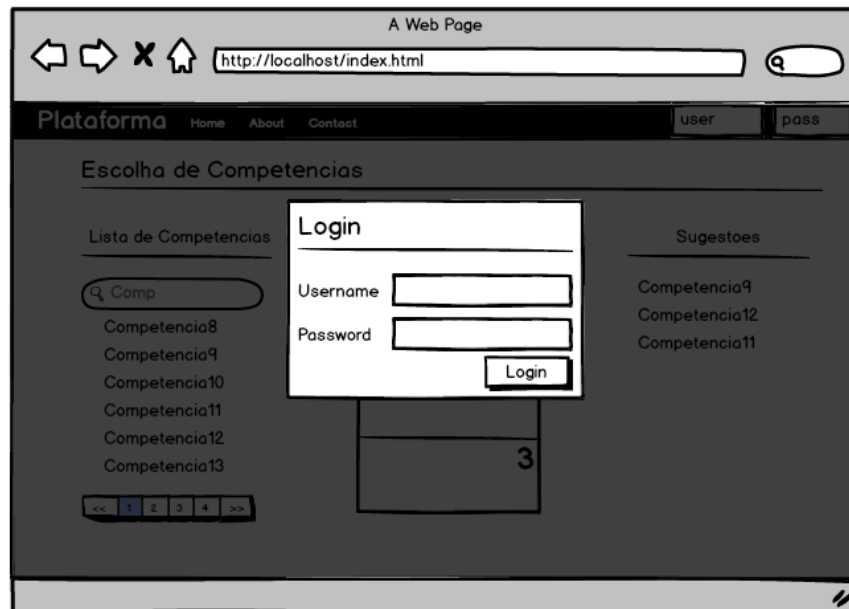 A Web Page
http://localhost/index.html
Plataforma Home About Contact user pass
Escolha de Competencias
Lista de Competencias
Comp
Competencia8
Competencia9
Competencia10
Competencia11
Competencia12
Competencia13
<< 1 2 3 4 >>
Login
Username
Password
Login
3
Sugestoes
Competencia9
Competencia12
Competencia11